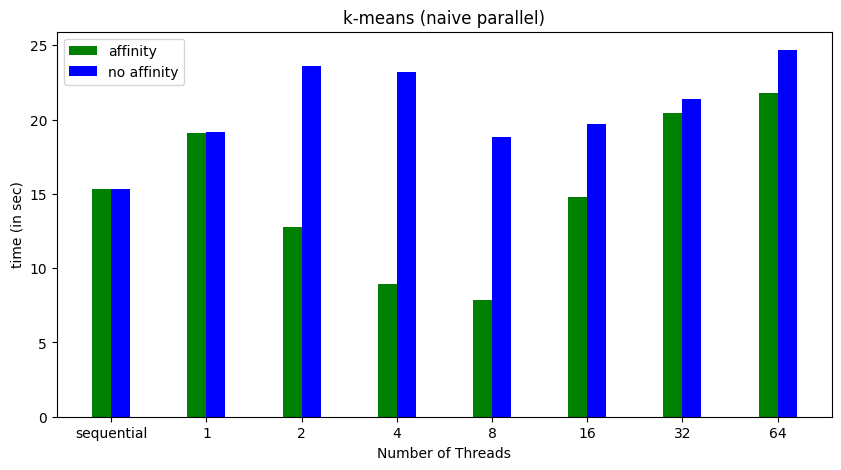 k-means (naive parallel)
affinity
no affinity
25
20
15
10
5
0
time (in sec)
sequential 1 2 4 8 16 32 64
Number of Threads